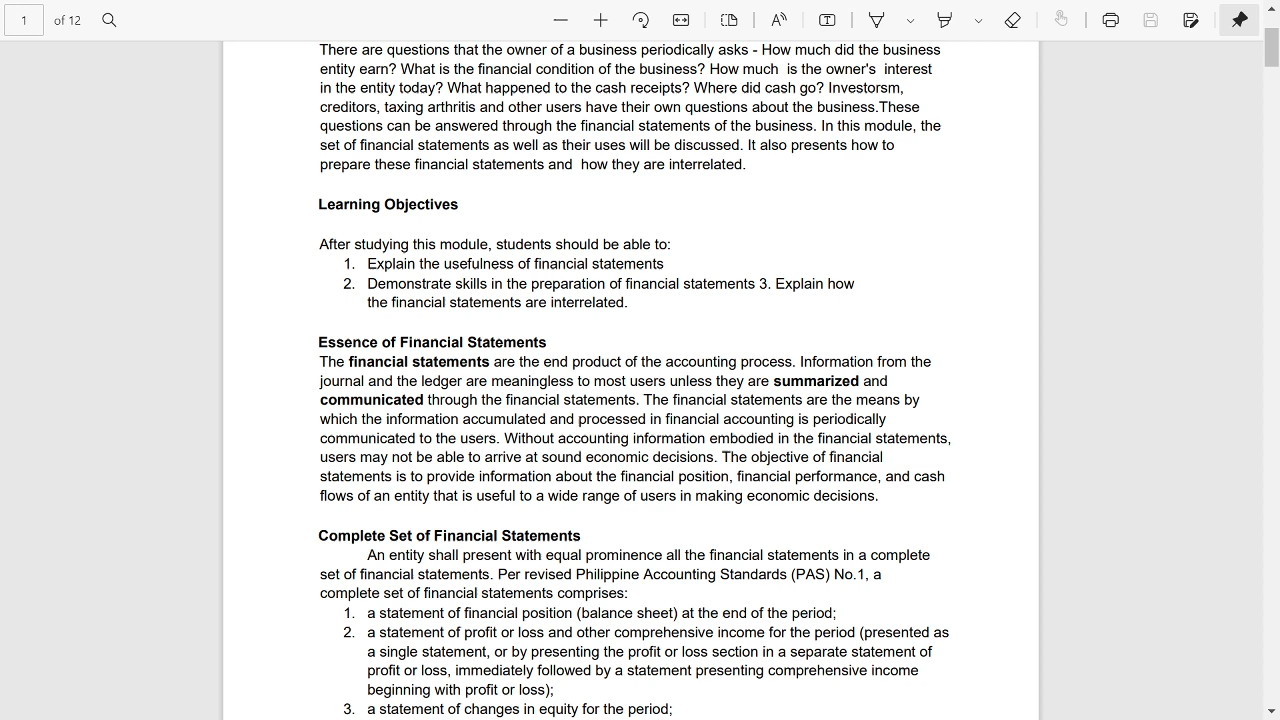 1 of 12
There are questions that the owner of a business periodically asks - How much did the business
entity earn? What is the financial condition of the business? How much  is the owner's  interest
in the entity today? What happened to the cash receipts? Where did cash go? Investorsm,
creditors, taxing arthritis and other users have their own questions about the business.These
questions can be answered through the financial statements of the business. In this module, the
set of financial statements as well as their uses will be discussed. It also presents how to
prepare these financial statements and  how they are interrelated.
Learning Objectives
After studying this module, students should be able to:
1. Explain the usefulness of financial statements
2. Demonstrate skills in the preparation of financial statements 3. Explain how
the financial statements are interrelated.
Essence of Financial Statements
The financial statements are the end product of the accounting process. Information from the
journal and the ledger are meaningless to most users unless they are summarized and
communicated through the financial statements. The financial statements are the means by
which the information accumulated and processed in financial accounting is periodically
communicated to the users. Without accounting information embodied in the financial statements,
users may not be able to arrive at sound economic decisions. The objective of financial
statements is to provide information about the financial position, financial performance, and cash
flows of an entity that is useful to a wide range of users in making economic decisions.
Complete Set of Financial Statements
An entity shall present with equal prominence all the financial statements in a complete
set of financial statements. Per revised Philippine Accounting Standards (PAS) No.1, a
complete set of financial statements comprises:
1. a statement of financial position (balance sheet) at the end of the period;
2. a statement of profit or loss and other comprehensive income for the period (presented as
a single statement, or by presenting the profit or loss section in a separate statement of
profit or loss, immediately followed by a statement presenting comprehensive income
beginning with profit or loss);
3. a statement of changes in equity for the period;